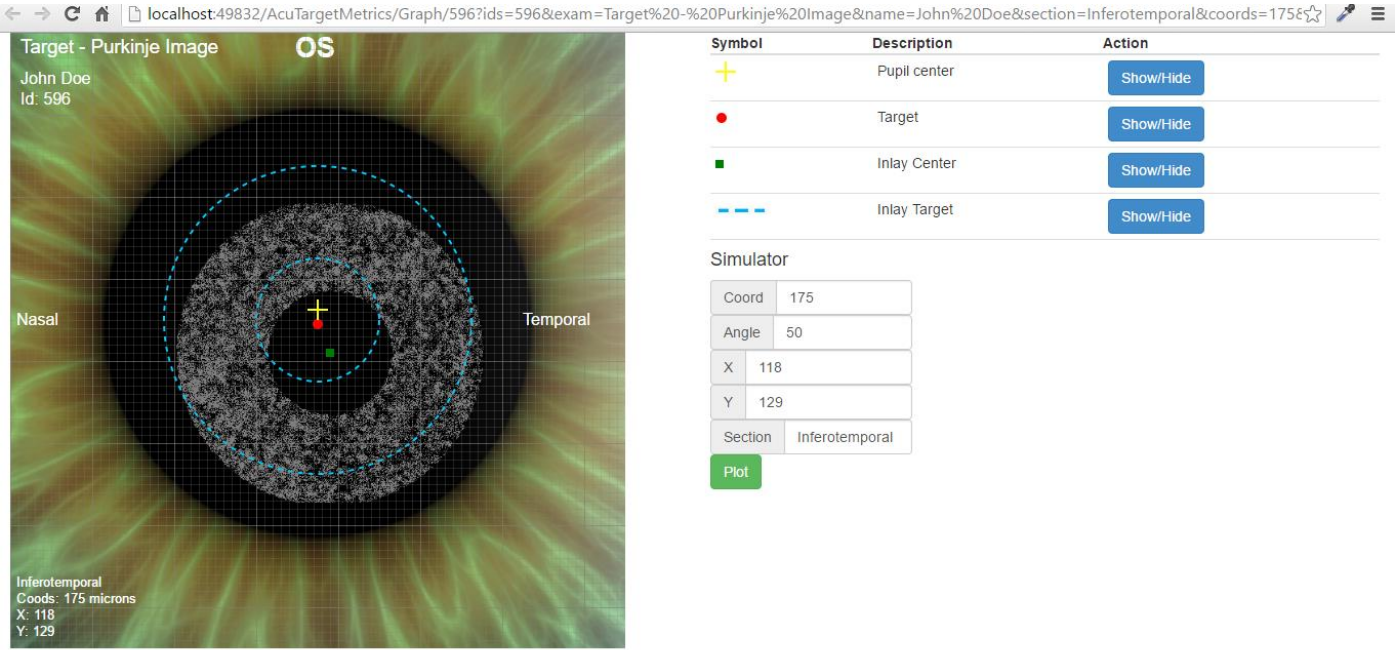 localhost:49832/AcuTargetMetrics/Graph/596?ids=596&exam=Target%20-%20Purkinje%20Image&name=John%20Doe&section=Inferotemporal&coords=175&
Target - Purkinje Image OS
John Doe
Id: 596
Nasal Temporal
Inferotemporal
Coods: 175 microns
X: 118
Y: 129
Symbol Description Action
Pupil center Show/Hide
Target Show/Hide
Inlay Center Show/Hide
Inlay Target Show/Hide
Simulator
Coord 175
Angle 50
X 118
Y 129
Section Inferotemporal
Plot